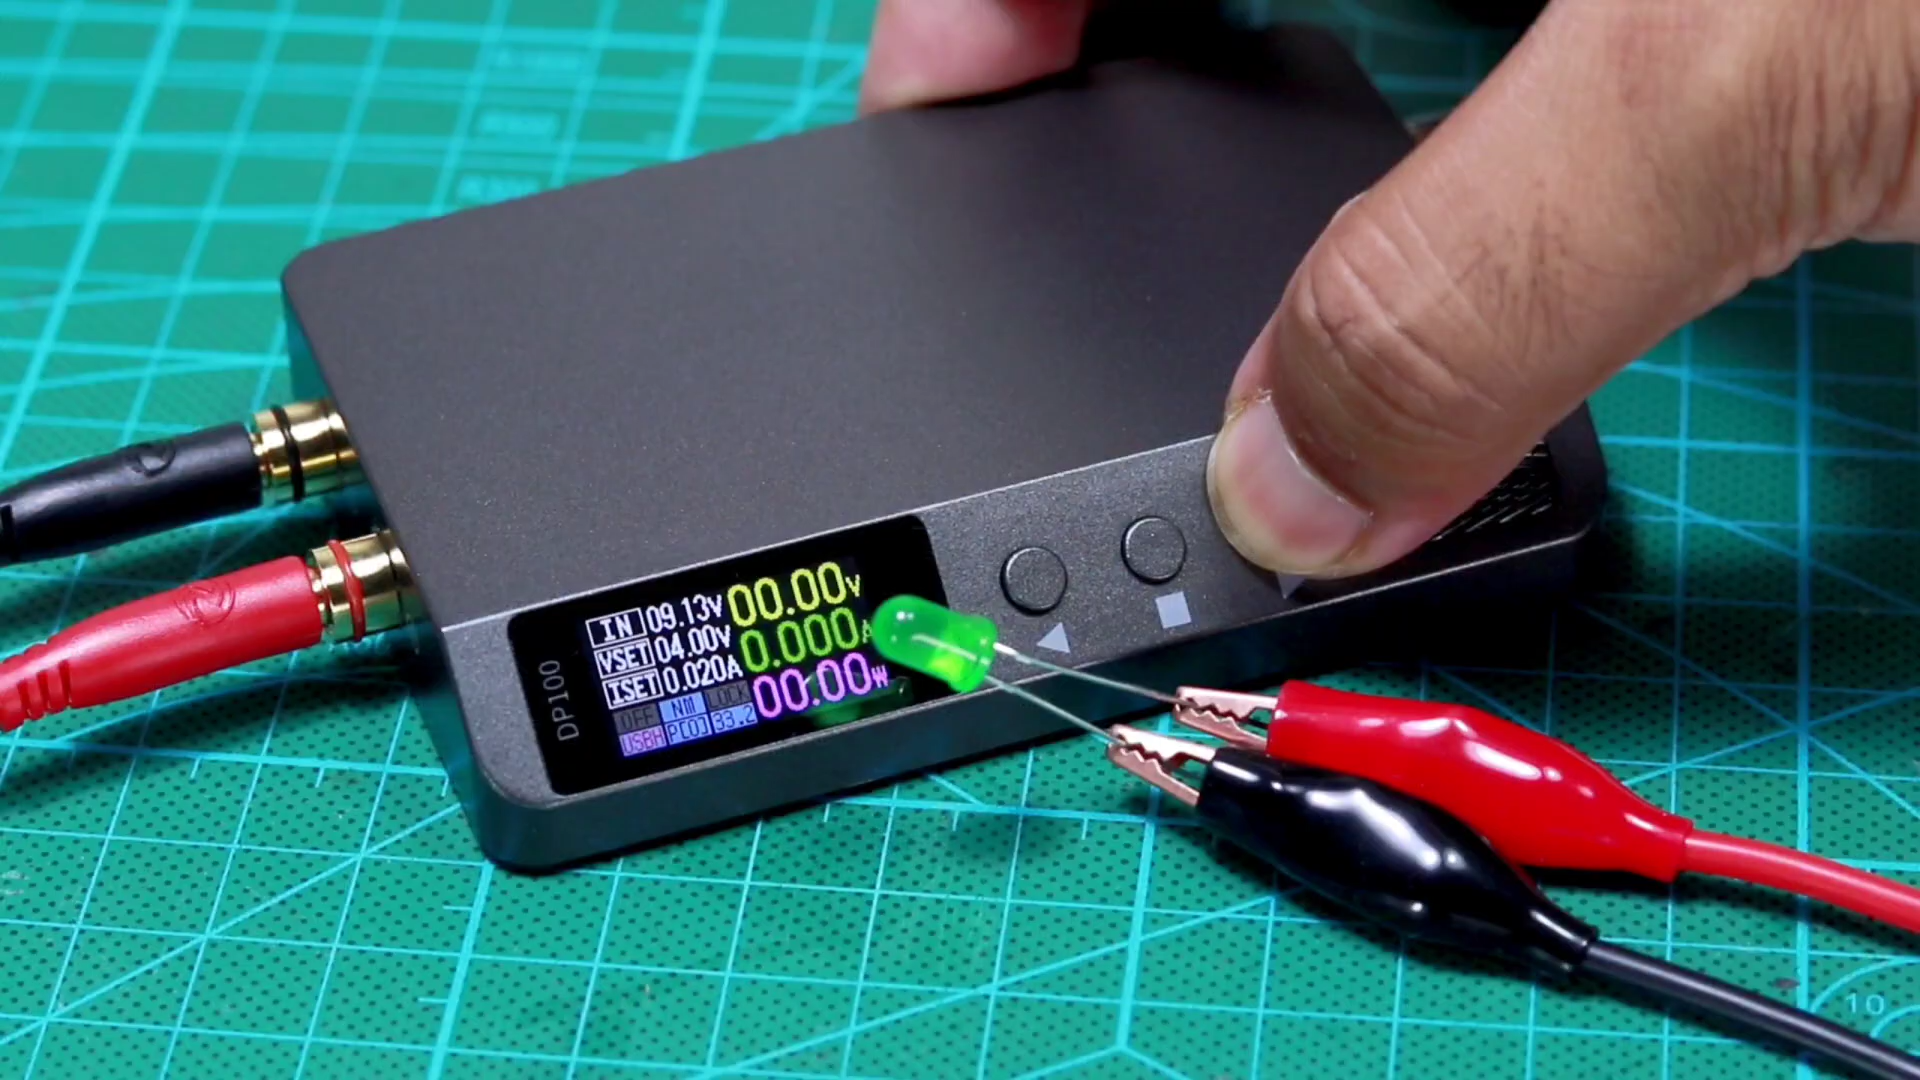 DP100
IN 09.13V 00.00V
VSET 04.00V 0.000A
ISET 0.020A 00.00W
OFF LOCK
USBH P[0] 33.2
10